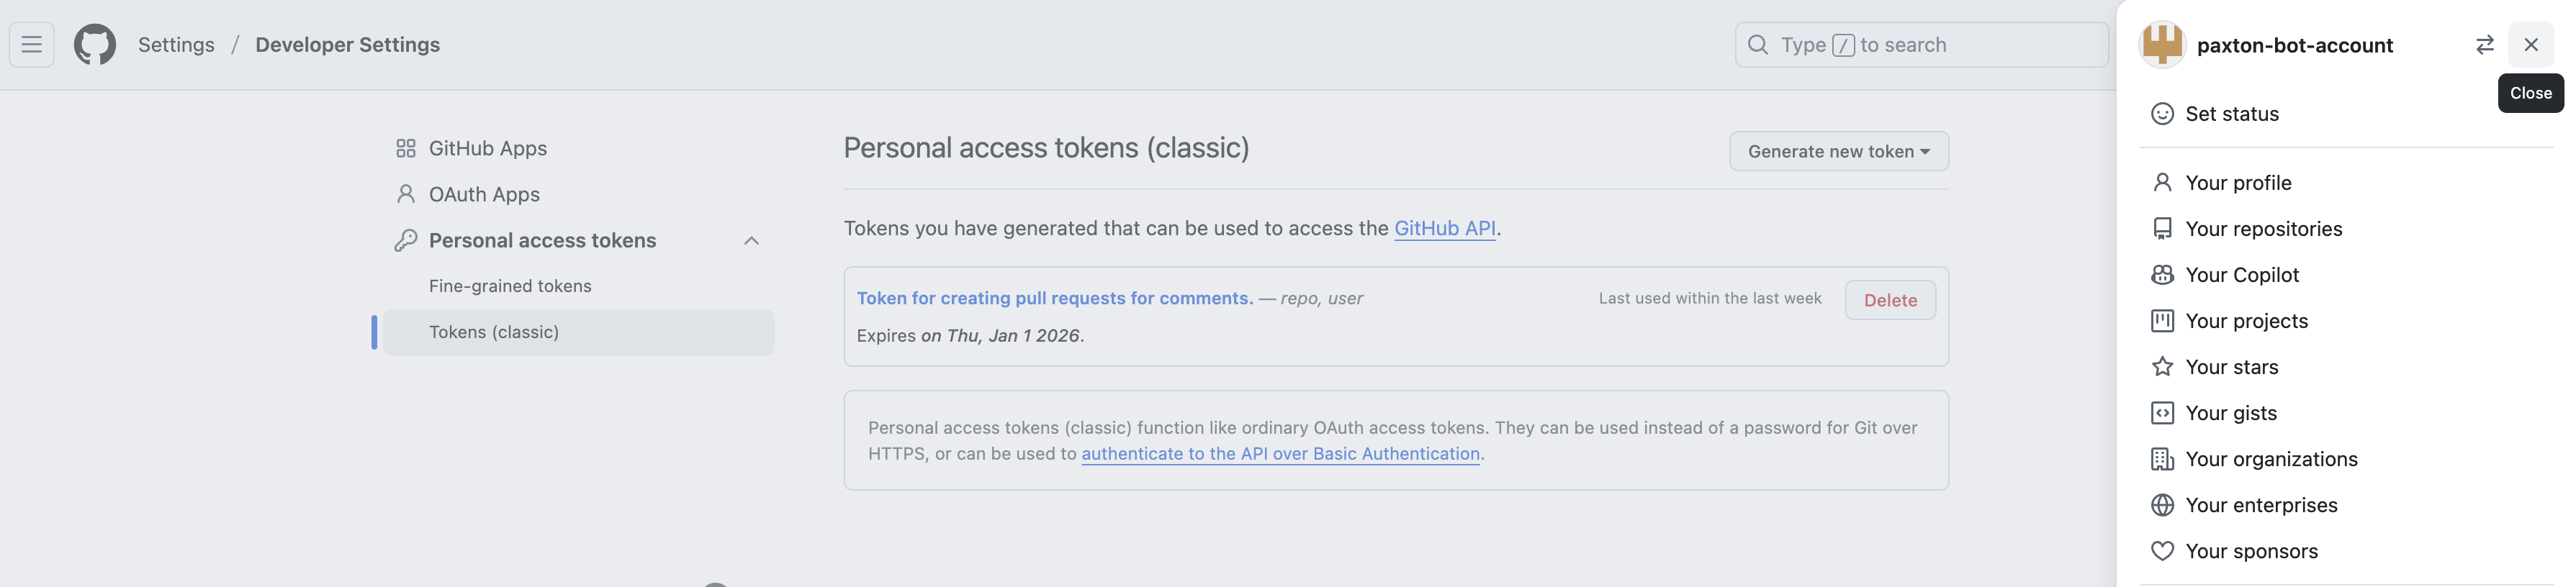 Settings / Developer Settings
Type / to search
GitHub Apps
OAuth Apps
Personal access tokens
Fine-grained tokens
Tokens (classic)
Personal access tokens (classic)
Generate new token
Tokens you have generated that can be used to access the GitHub API.
Token for creating pull requests for comments. — repo, user
Last used within the last week
Delete
Expires on Thu, Jan 1 2026.
Personal access tokens (classic) function like ordinary OAuth access tokens. They can be used instead of a password for Git over
HTTPS, or can be used to authenticate to the API over Basic Authentication.
paxton-bot-account
Close
Set status
Your profile
Your repositories
Your Copilot
Your projects
Your stars
Your gists
Your organizations
Your enterprises
Your sponsors